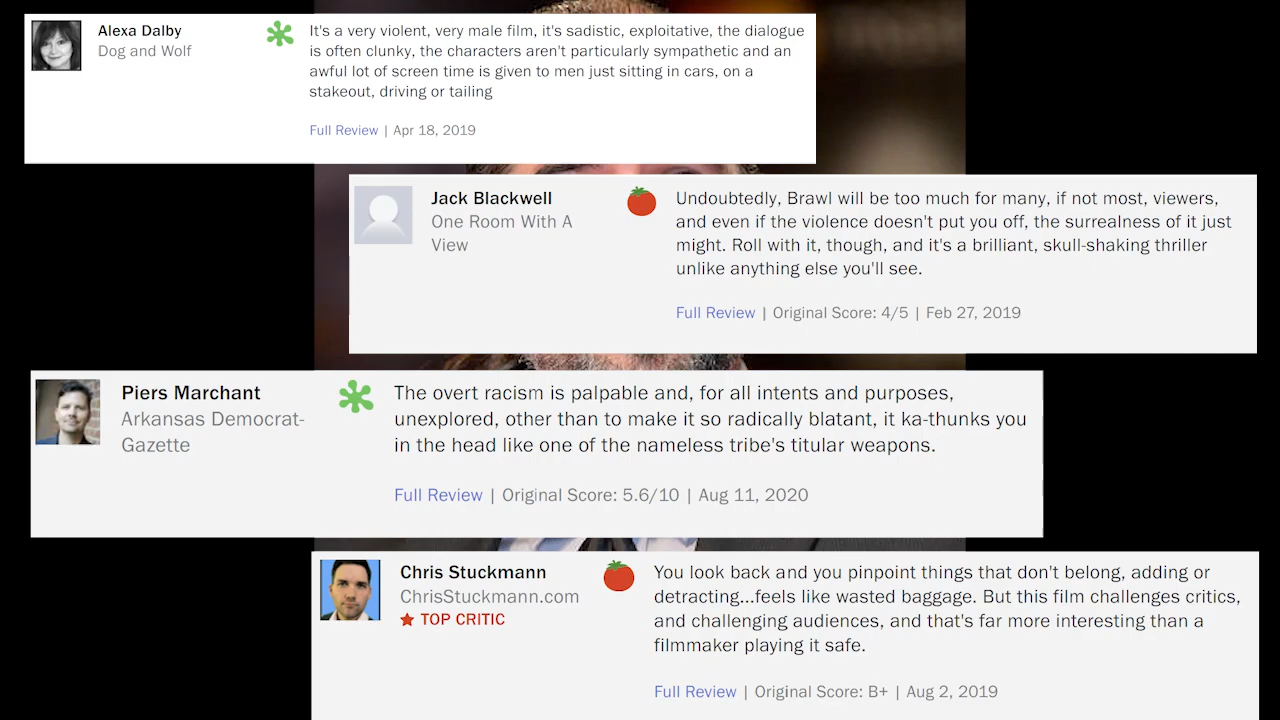 Alexa Dalby
Dog and Wolf
It's a very violent, very male film, it's sadistic, exploitative, the dialogue
is often clunky, the characters aren't particularly sympathetic and an
awful lot of screen time is given to men just sitting in cars, on a
stakeout, driving or tailing
Full Review | Apr 18, 2019
Jack Blackwell
One Room With A
View
Undoubtedly, Brawl will be too much for many, if not most, viewers,
and even if the violence doesn't put you off, the surrealness of it just
might. Roll with it, though, and it's a brilliant, skull-shaking thriller
unlike anything else you'll see.
Full Review | Original Score: 4/5 | Feb 27, 2019
Piers Marchant
Arkansas Democrat-
Gazette
The overt racism is palpable and, for all intents and purposes,
unexplored, other than to make it so radically blatant, it ka-thunks you
in the head like one of the nameless tribe's titular weapons.
Full Review | Original Score: 5.6/10 | Aug 11, 2020
Chris Stuckmann
ChrisStuckmann.com
TOP CRITIC
You look back and you pinpoint things that don't belong, adding or
detracting...feels like wasted baggage. But this film challenges critics,
and challenging audiences, and that's far more interesting than a
filmmaker playing it safe.
Full Review | Original Score: B+ | Aug 2, 2019